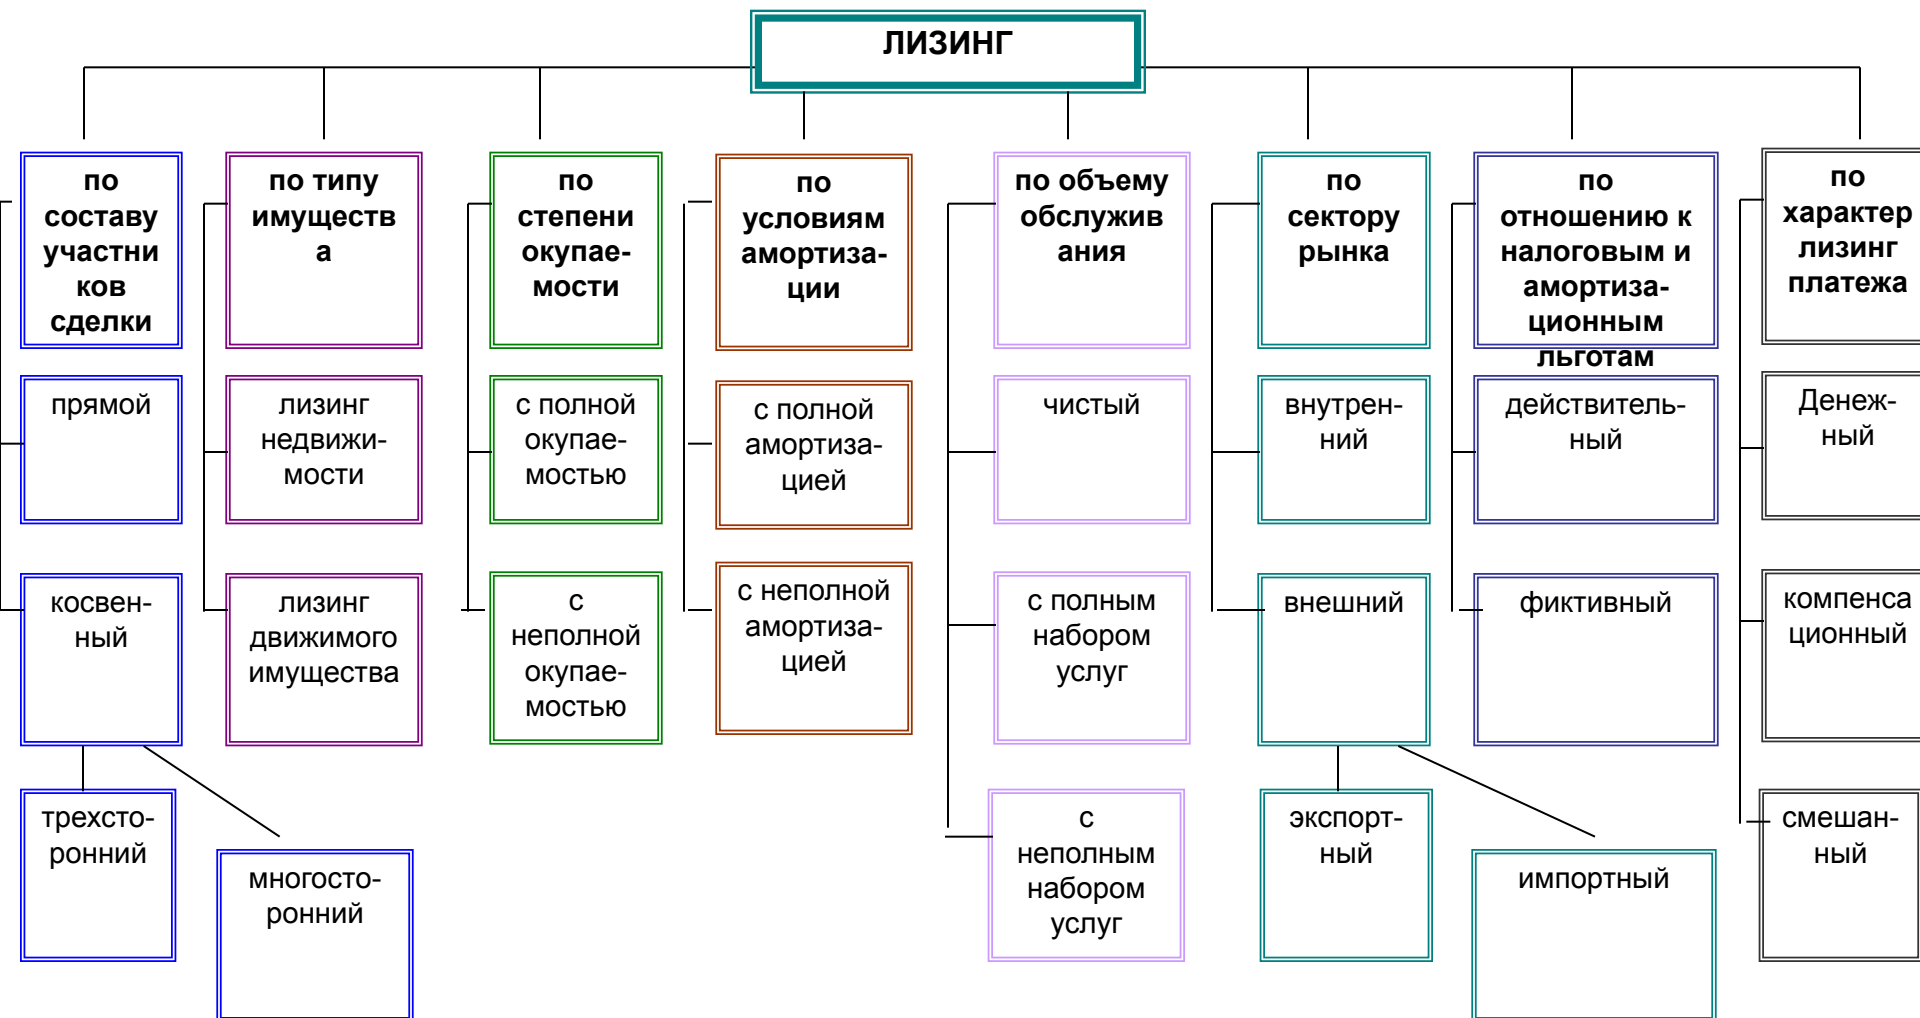 ЛИЗИНГ
по
составу
участни
ков
сделки
по типу
имуществ
а
по
степени
окупае-
мости
по
условиям
амортиза-
ции
по объему
обслужив
ания
по
сектору
рынка
по
отношению к
налоговым и
амортиза-
ционным
льготам
по
характер
лизинг
платежа
прямой
лизинг
недвижи-
мости
с полной
окупае-
мостью
с полной
амортиза-
цией
чистый
внутрен-
ний
действитель-
ный
Денеж-
ный
косвен-
ный
лизинг
движимого
имущества
с
неполной
окупае-
мостью
с неполной
амортиза-
цией
с полным
набором
услуг
внешний
фиктивный
компенса
ционный
трехсто-
ронний
многосто-
ронний
с
неполным
набором
услуг
экспорт-
ный
импортный
смешан-
ный